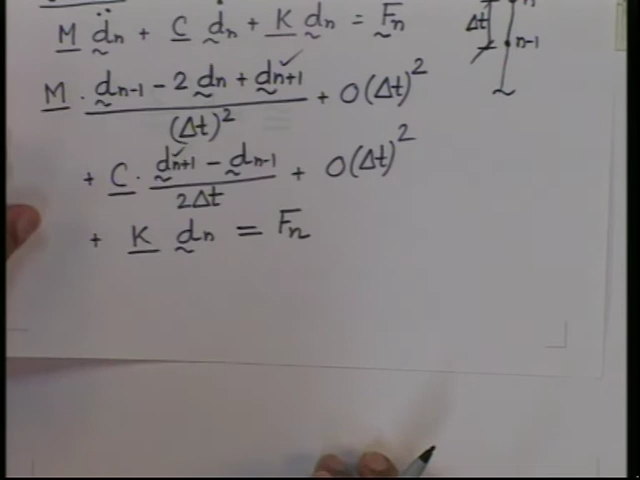 M d̈n + C ḋn + K dn = Fn
Δt
n
n-1
M · dn-1 - 2 dn + dn+1 / (Δt)² + O(Δt)²
+ C · dn+1 - dn-1 / 2Δt + O(Δt)²
+ K dn = Fn